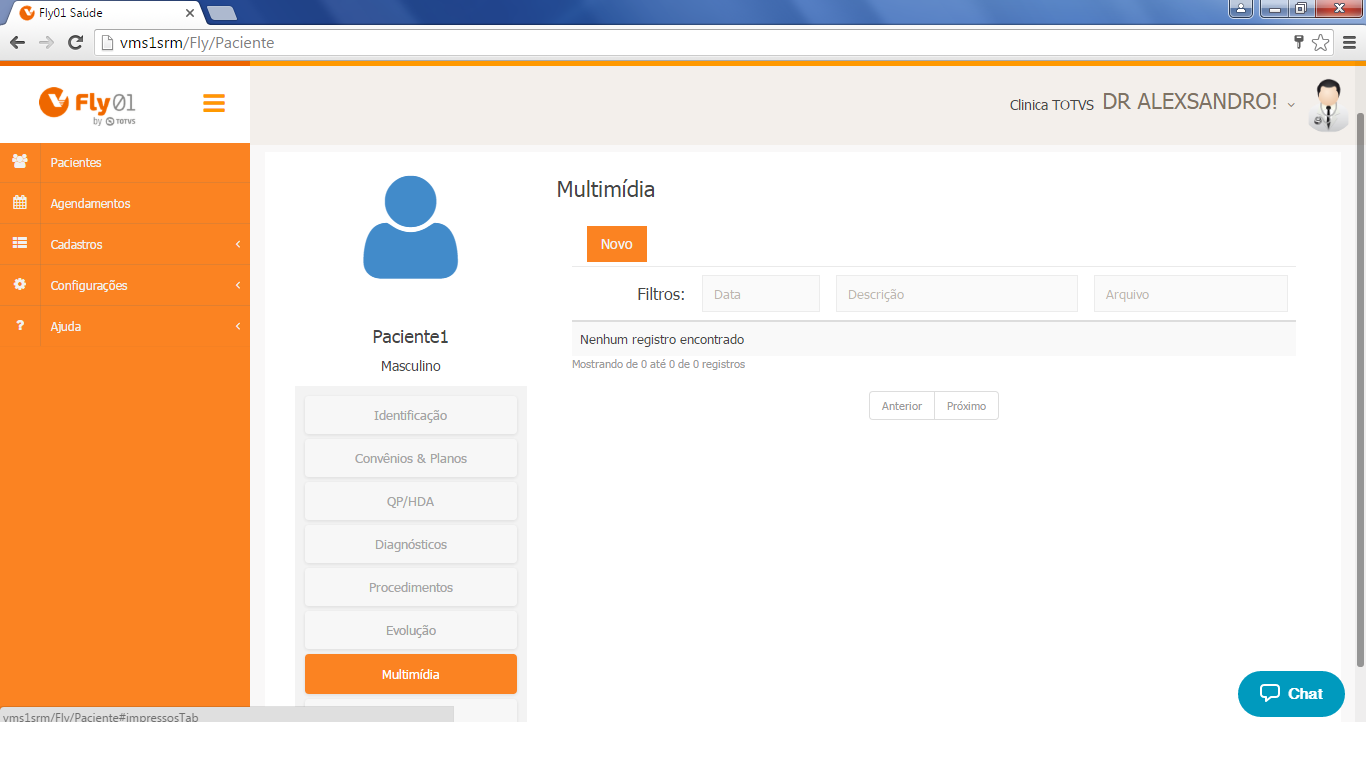 Fly01 Saúde
vms1srm/Fly/Paciente
Fly01
by TOTVS
Clinica TOTVS DR ALEXSANDRO!
Pacientes
Agendamentos
Cadastros
Configurações
Ajuda
Paciente1
Masculino
Identificação
Convênios & Planos
QP/HDA
Diagnósticos
Procedimentos
Evolução
Multimídia
Multimídia
Novo
Filtros: Data Descrição Arquivo
Nenhum registro encontrado
Mostrando de 0 até 0 de 0 registros
Anterior Próximo
Chat
vms1srm/Fly/Paciente#impressosTab